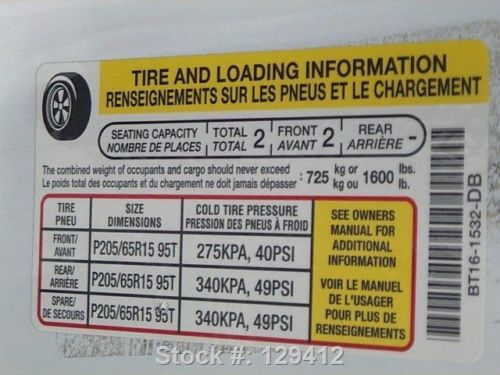 TIRE AND LOADING INFORMATION
RENSEIGNEMENTS SUR LES PNEUS ET LE CHARGEMENT
SEATING CAPACITY TOTAL 2 FRONT 2 REAR -
NOMBRE DE PLACES TOTAL AVANT ARRIÈRE
The combined weight of occupants and cargo should never exceed : 725 kg or 1600 lbs.
Le poids total des occupants et du chargement ne doit jamais dépasser : kg ou lb.
TIRE PNEU SIZE DIMENSIONS COLD TIRE PRESSURE PRESSION DES PNEUS À FROID
FRONT/ AVANT P205/65R15 95T 275KPA, 40PSI
REAR/ ARRIÈRE P205/65R15 95T 340KPA, 49PSI
SPARE/ DE SECOURS P205/65R15 95T 340KPA, 49PSI
SEE OWNERS
MANUAL FOR
ADDITIONAL
INFORMATION
VOIR LE MANUEL
DE L'USAGER
POUR PLUS DE
RENSEIGNEMENTS
BT16-1532-DB
Stock #: 129412